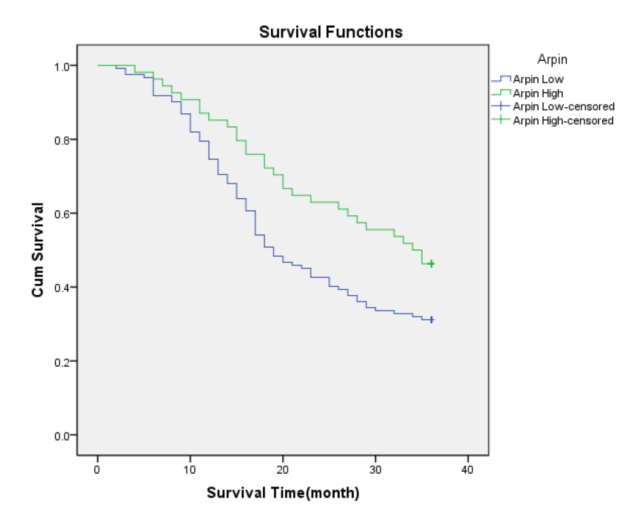 Survival Functions
Arpin
Arpin Low
Arpin High
Arpin Low-censored
Arpin High-censored
Cum Survival
1.0
0.8
0.6
0.4
0.2
0.0
0 10 20 30 40
Survival Time(month)